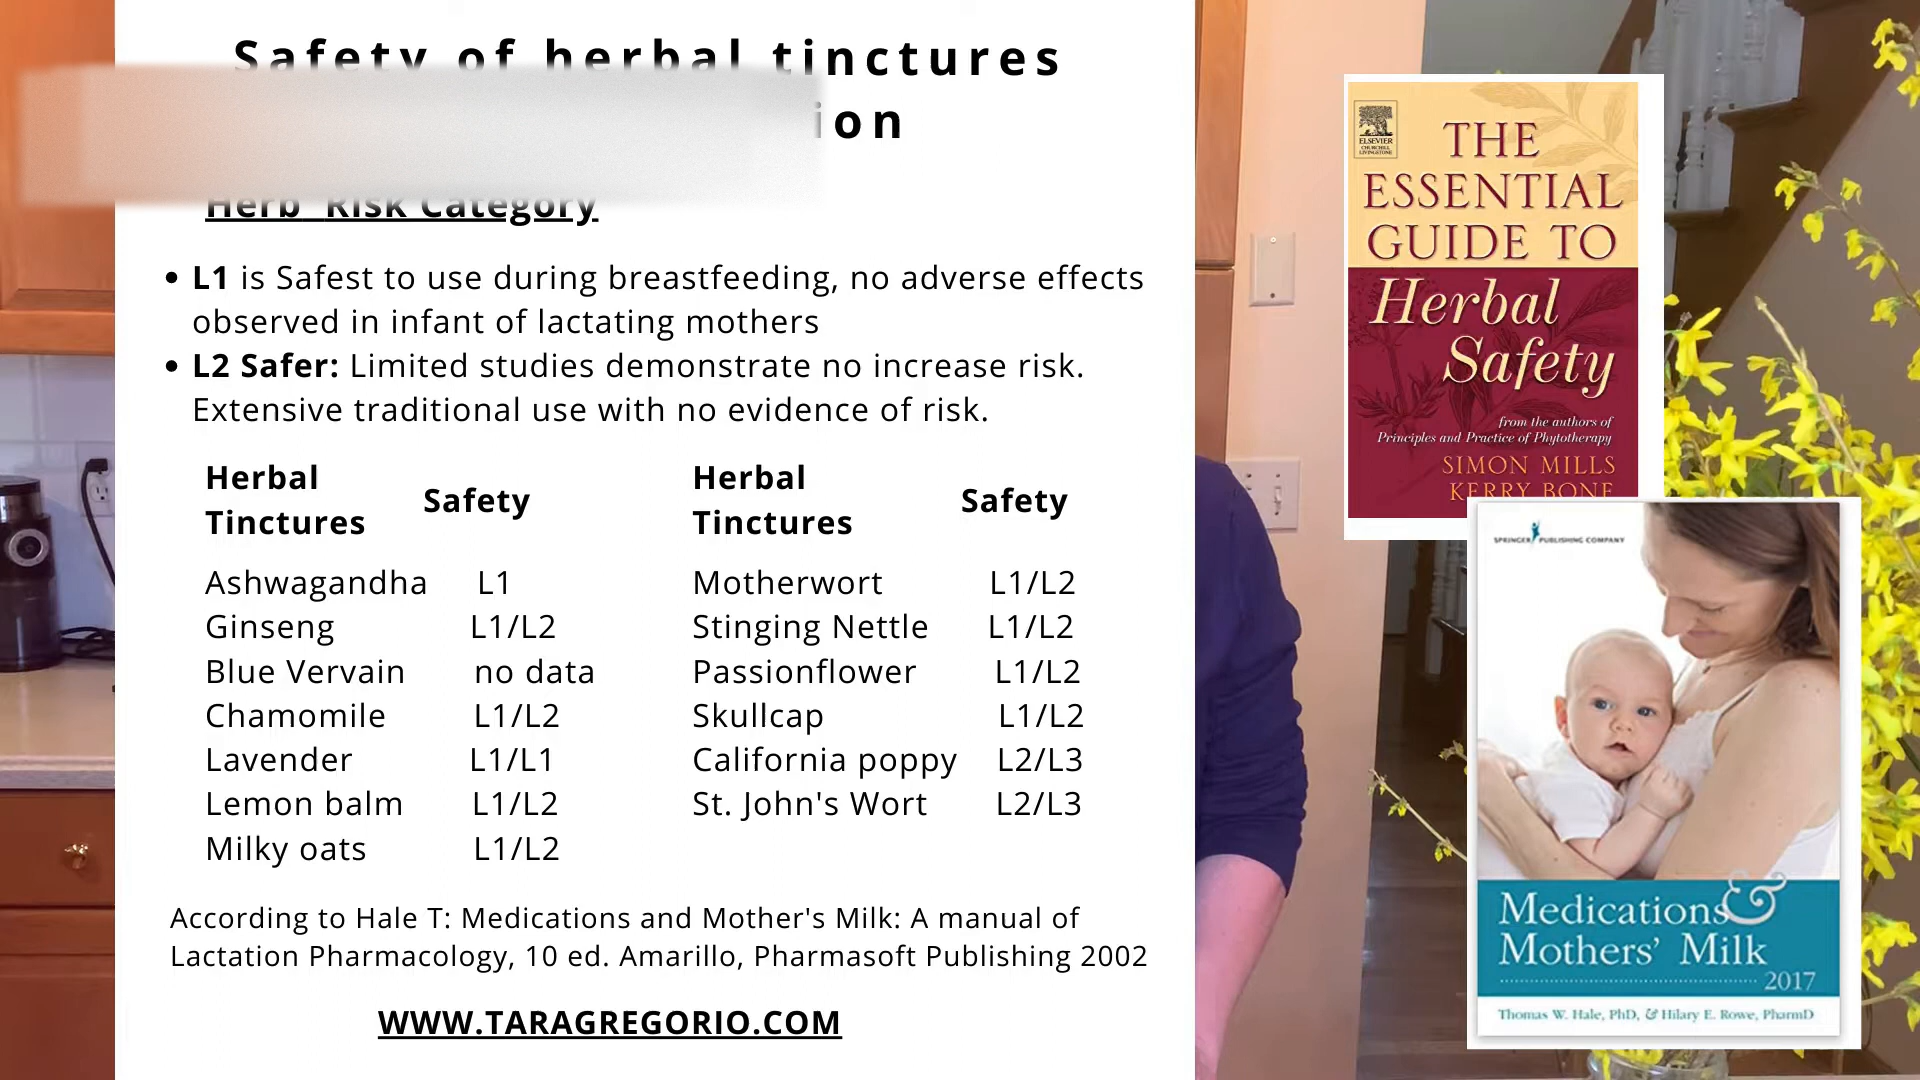 Safety of herbal tinctures
Herb Risk Category
• L1 is Safest to use during breastfeeding, no adverse effects
observed in infant of lactating mothers
• L2 Safer: Limited studies demonstrate no increase risk.
Extensive traditional use with no evidence of risk.
Herbal Tinctures Safety
Ashwagandha L1
Ginseng L1/L2
Blue Vervain no data
Chamomile L1/L2
Lavender L1/L1
Lemon balm L1/L2
Milky oats L1/L2
Herbal Tinctures Safety
Motherwort L1/L2
Stinging Nettle L1/L2
Passionflower L1/L2
Skullcap L1/L2
California poppy L2/L3
St. John's Wort L2/L3
According to Hale T: Medications and Mother's Milk: A manual of
Lactation Pharmacology, 10 ed. Amarillo, Pharmasoft Publishing 2002
WWW.TARAGREGORIO.COM
ELSEVIER
CHURCHILL
LIVINGSTONE
THE
ESSENTIAL
GUIDE TO
Herbal
Safety
from the authors of
Principles and Practice of Phytotherapy
SIMON MILLS
KERRY BONE
SPRINGER PUBLISHING COMPANY
Medications &
Mothers' Milk
2017
Thomas W. Hale, PhD, & Hilary E. Rowe, PharmD